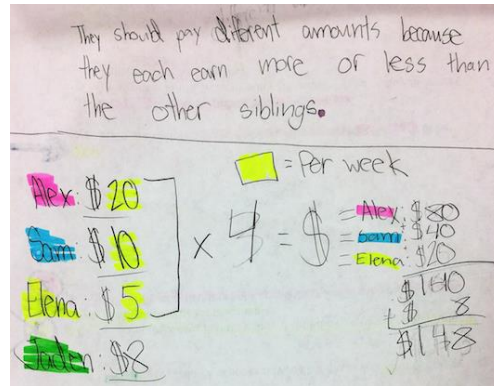 They should pay different amounts because
they each earn more or less than
the other siblings.
= Per week
Alex: $20
Sam: $10
Elena: $5
Jaden: $8
x 4 = $
= Alex: $80
= Sam: $40
= Elena: $20
$140
+ $ 8
$148